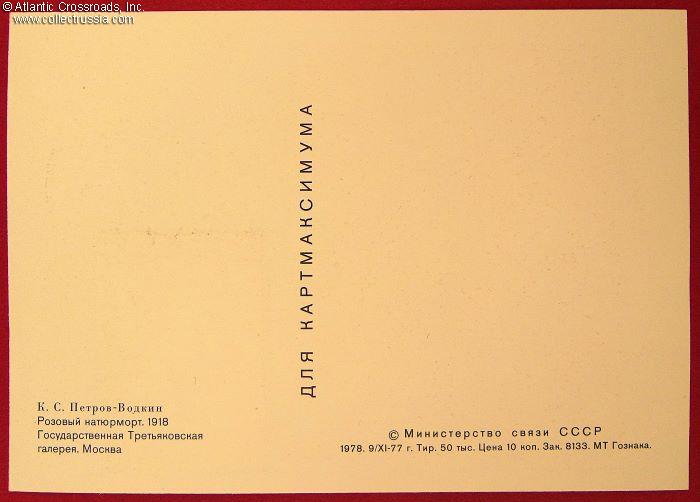 © Atlantic Crossroads, Inc.
www.collectrussia.com
ДЛЯ КАРТМАКСИМУМА
К. С. Петров-Водкин
Розовый натюрморт. 1918
Государственная Третьяковская
галерея. Москва
© Министерство связи СССР
1978. 9/XI-77 г. Тир. 50 тыс. Цена 10 коп. Зак. 8133. МТ Гознака.